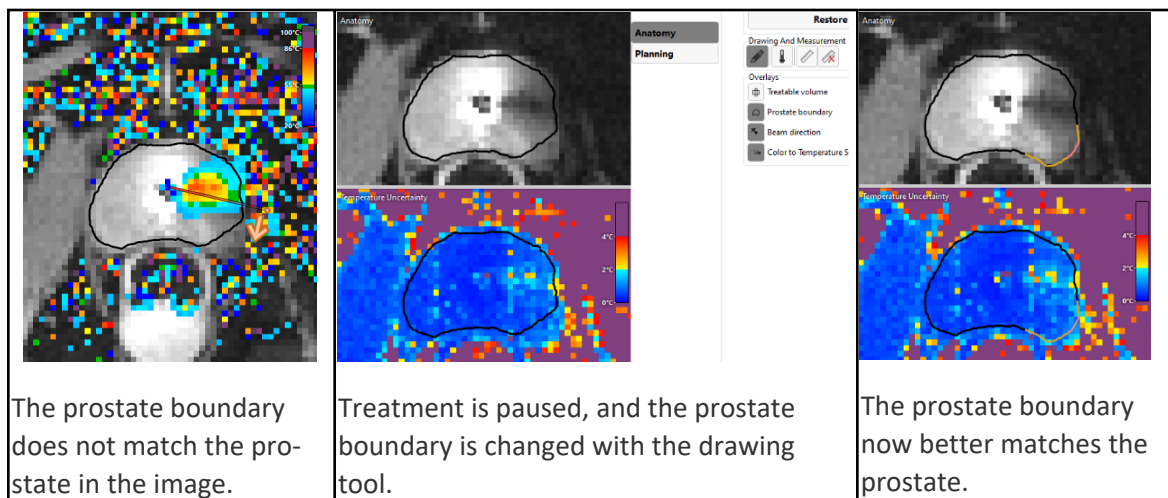 100°C
86°C
55°C
20°C
Anatomy
Temperature Uncertainty
4°C
2°C
0°C
Anatomy
Planning
Restore
Drawing And Measurement
Overlays
Treatable volume
Prostate boundary
Beam direction
Color to Temperature S
Anatomy
Temperature Uncertainty
4°C
2°C
0°C
The prostate boundary
does not match the pro-
state in the image.
Treatment is paused, and the prostate
boundary is changed with the drawing
tool.
The prostate boundary
now better matches the
prostate.